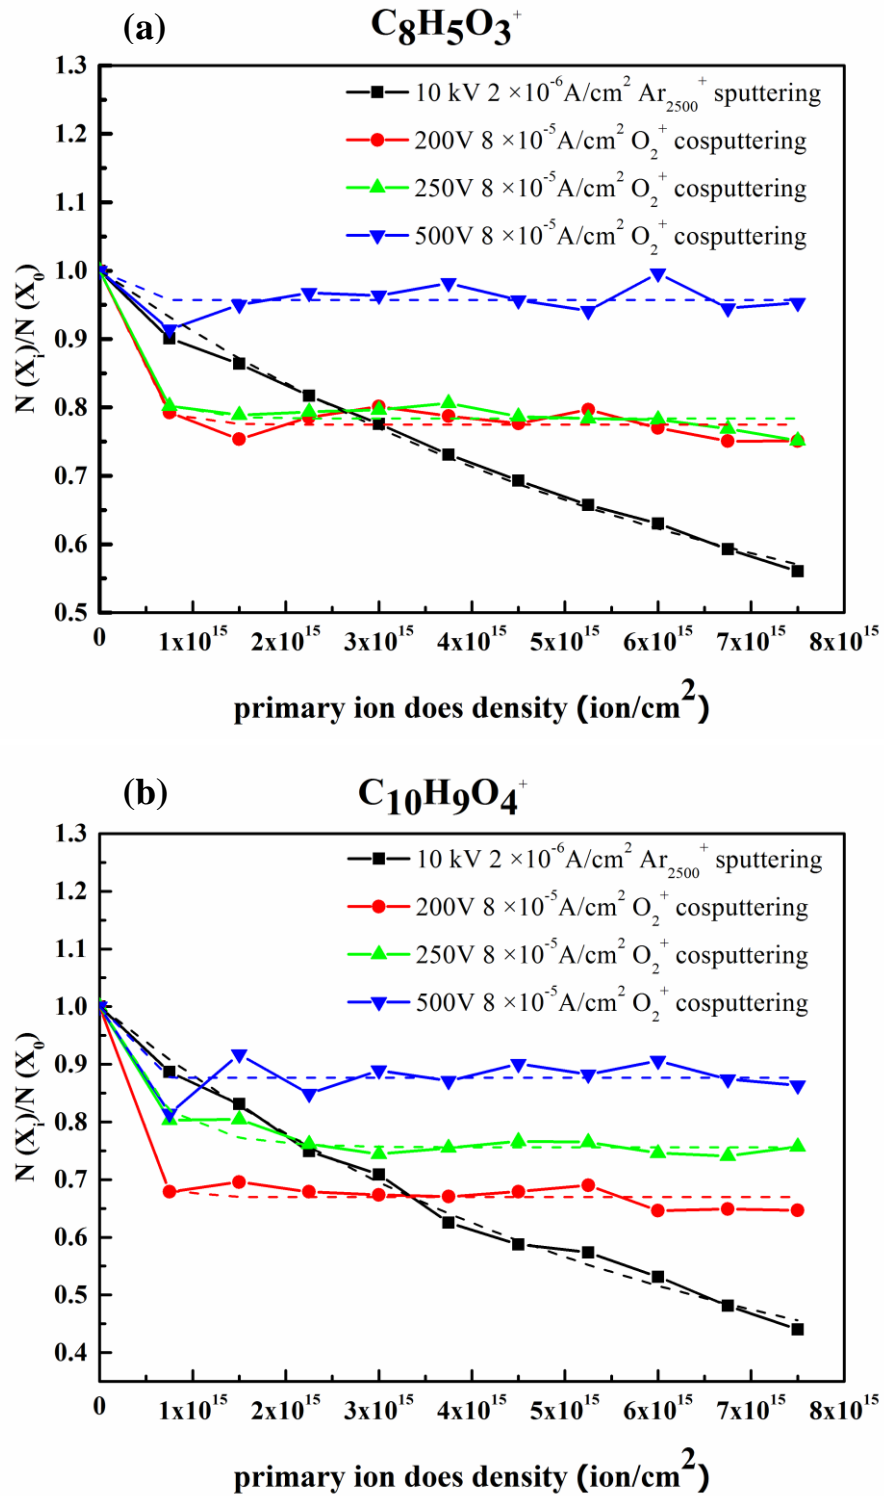 (a) C₈H₅O₃⁺
1.3
1.2
1.1
1.0
0.9
0.8
0.7
0.6
0.5
N (Xᵢ)/N (X₀)
10 kV 2 ×10⁻⁶A/cm² Ar₂₅₀₀⁺ sputtering
200V 8 ×10⁻⁵A/cm² O₂⁺ cosputtering
250V 8 ×10⁻⁵A/cm² O₂⁺ cosputtering
500V 8 ×10⁻⁵A/cm² O₂⁺ cosputtering
0 1x10¹⁵ 2x10¹⁵ 3x10¹⁵ 4x10¹⁵ 5x10¹⁵ 6x10¹⁵ 7x10¹⁵ 8x10¹⁵
primary ion does density (ion/cm²)
(b) C₁₀H₉O₄⁺
1.3
1.2
1.1
1.0
0.9
0.8
0.7
0.6
0.5
0.4
N (Xᵢ)/N (X₀)
10 kV 2 ×10⁻⁶A/cm² Ar₂₅₀₀⁺ sputtering
200V 8 ×10⁻⁵A/cm² O₂⁺ cosputtering
250V 8 ×10⁻⁵A/cm² O₂⁺ cosputtering
500V 8 ×10⁻⁵A/cm² O₂⁺ cosputtering
0 1x10¹⁵ 2x10¹⁵ 3x10¹⁵ 4x10¹⁵ 5x10¹⁵ 6x10¹⁵ 7x10¹⁵ 8x10¹⁵
primary ion does density (ion/cm²)